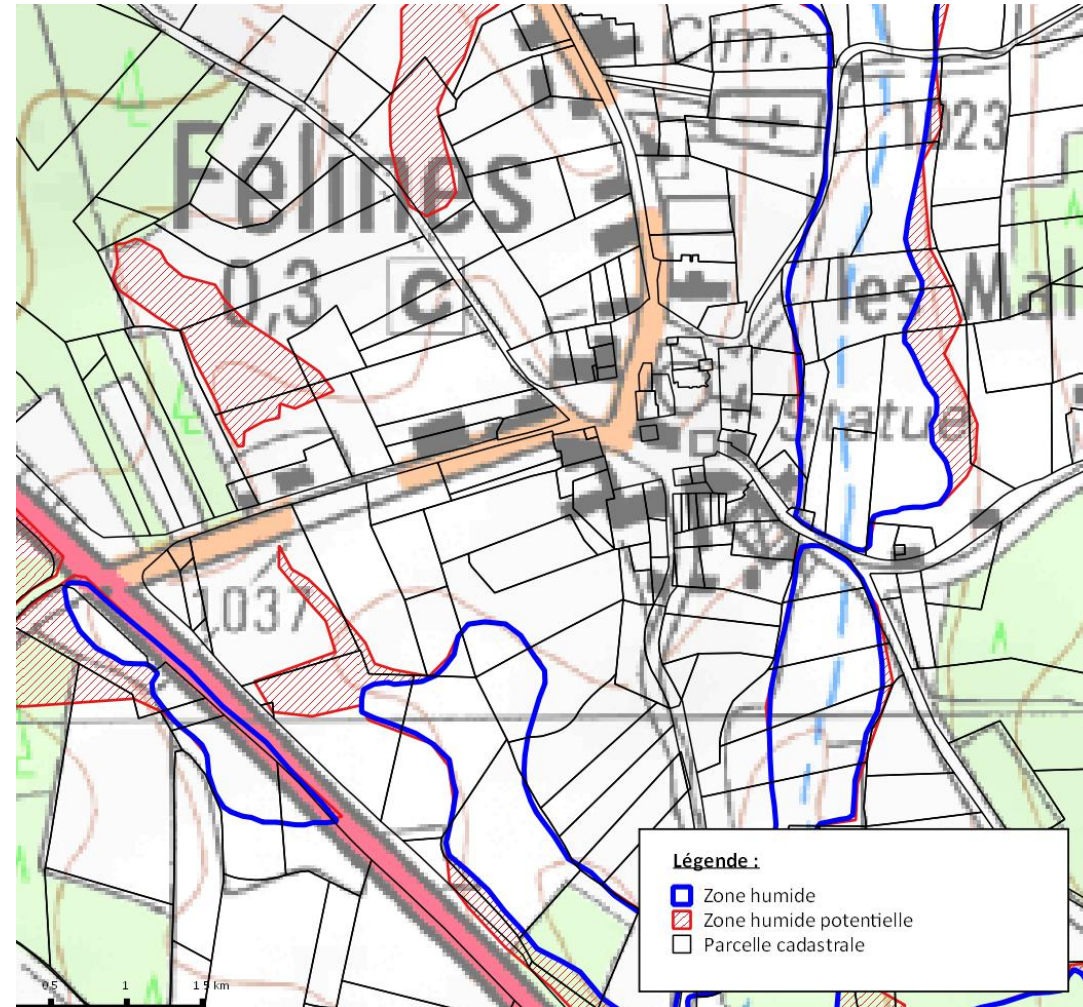 Cim.
1023
Félines
0,3 C
les Mal
Statue
1037
Légende :
Zone humide
Zone humide potentielle
Parcelle cadastrale
0.5 1 1.5 km